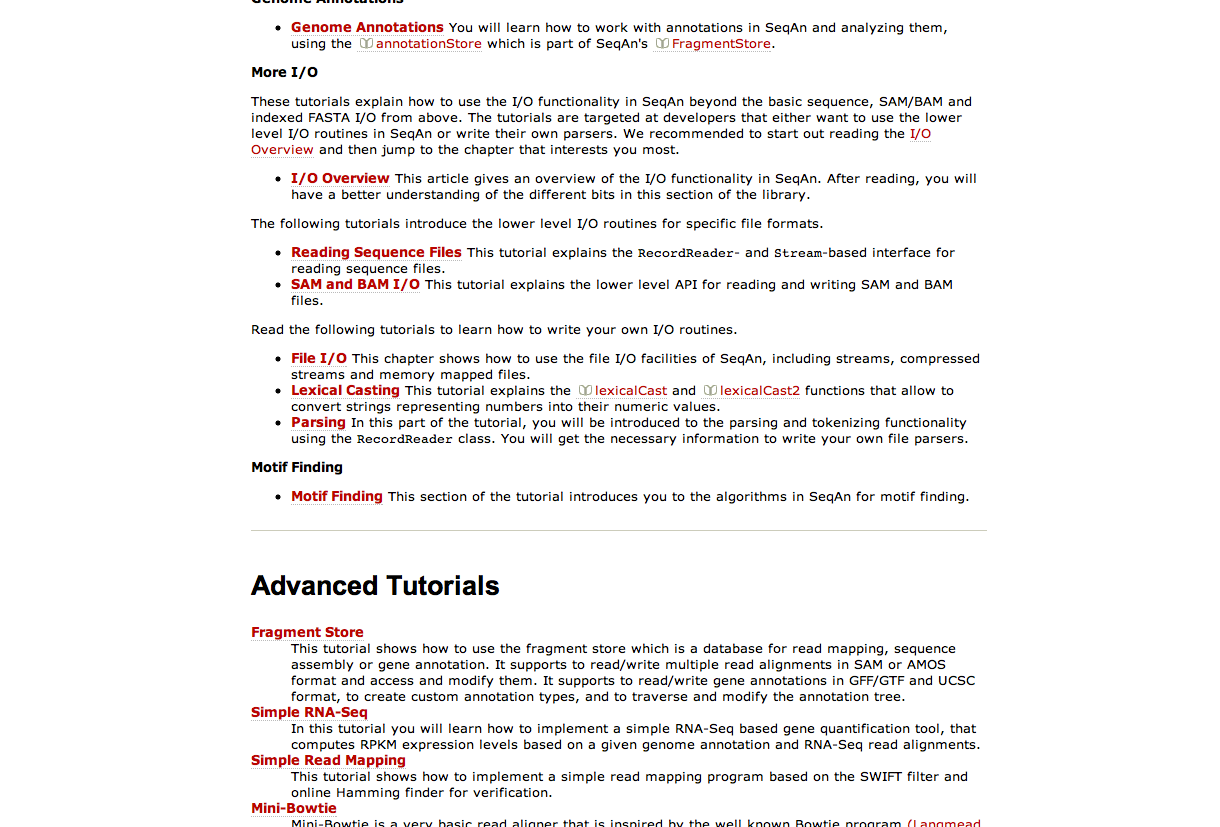 Genome Annotations
• Genome Annotations You will learn how to work with annotations in SeqAn and analyzing them,
using the annotationStore which is part of SeqAn's FragmentStore.
More I/O
These tutorials explain how to use the I/O functionality in SeqAn beyond the basic sequence, SAM/BAM and
indexed FASTA I/O from above. The tutorials are targeted at developers that either want to use the lower
level I/O routines in SeqAn or write their own parsers. We recommended to start out reading the I/O
Overview and then jump to the chapter that interests you most.
• I/O Overview This article gives an overview of the I/O functionality in SeqAn. After reading, you will
have a better understanding of the different bits in this section of the library.
The following tutorials introduce the lower level I/O routines for specific file formats.
• Reading Sequence Files This tutorial explains the RecordReader- and Stream-based interface for
reading sequence files.
• SAM and BAM I/O This tutorial explains the lower level API for reading and writing SAM and BAM
files.
Read the following tutorials to learn how to write your own I/O routines.
• File I/O This chapter shows how to use the file I/O facilities of SeqAn, including streams, compressed
streams and memory mapped files.
• Lexical Casting This tutorial explains the lexicalCast and lexicalCast2 functions that allow to
convert strings representing numbers into their numeric values.
• Parsing In this part of the tutorial, you will be introduced to the parsing and tokenizing functionality
using the RecordReader class. You will get the necessary information to write your own file parsers.
Motif Finding
• Motif Finding This section of the tutorial introduces you to the algorithms in SeqAn for motif finding.
Advanced Tutorials
Fragment Store
This tutorial shows how to use the fragment store which is a database for read mapping, sequence
assembly or gene annotation. It supports to read/write multiple read alignments in SAM or AMOS
format and access and modify them. It supports to read/write gene annotations in GFF/GTF and UCSC
format, to create custom annotation types, and to traverse and modify the annotation tree.
Simple RNA-Seq
In this tutorial you will learn how to implement a simple RNA-Seq based gene quantification tool, that
computes RPKM expression levels based on a given genome annotation and RNA-Seq read alignments.
Simple Read Mapping
This tutorial shows how to implement a simple read mapping program based on the SWIFT filter and
online Hamming finder for verification.
Mini-Bowtie
Mini-Bowtie is a very basic read aligner that is inspired by the well known Bowtie program (Langmead